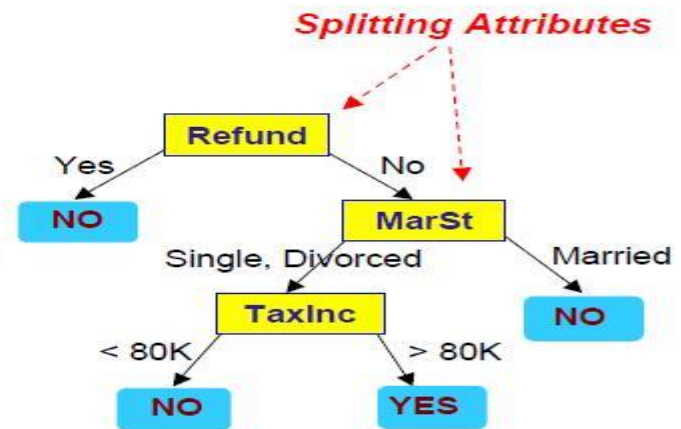 Splitting Attributes
Refund
Yes
No
NO
MarSt
Single, Divorced
Married
TaxInc
NO
< 80K
> 80K
NO
YES